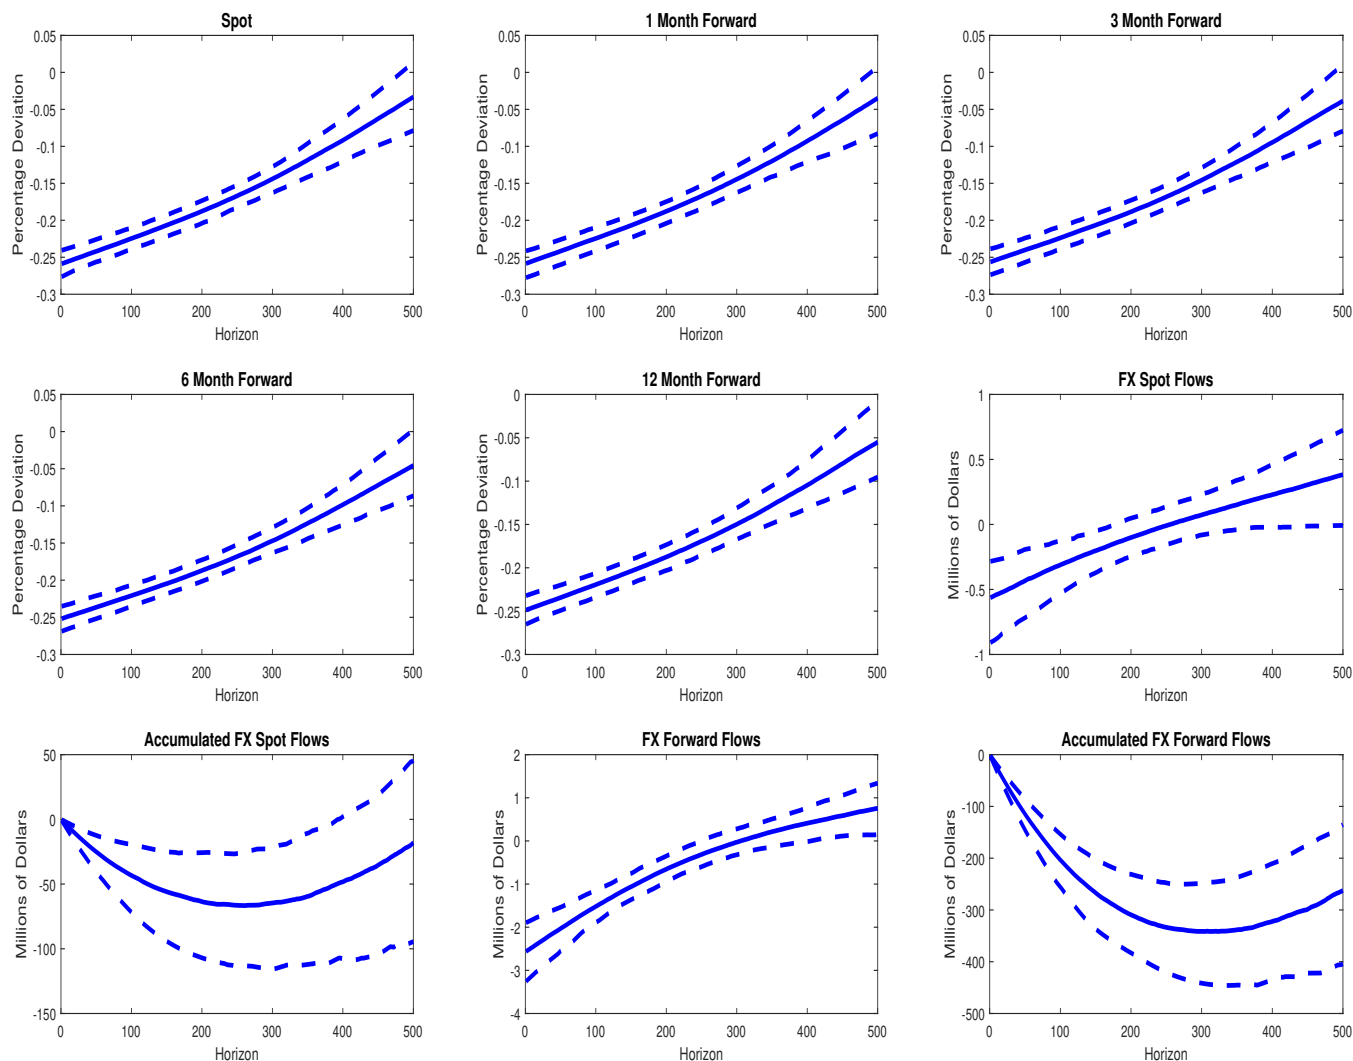 Spot
0.05
0
-0.05
-0.1
-0.15
-0.2
-0.25
-0.3
Percentage Deviation
0 100 200 300 400 500
Horizon
1 Month Forward
0.05
0
-0.05
-0.1
-0.15
-0.2
-0.25
-0.3
Percentage Deviation
0 100 200 300 400 500
Horizon
3 Month Forward
0.05
0
-0.05
-0.1
-0.15
-0.2
-0.25
-0.3
Percentage Deviation
0 100 200 300 400 500
Horizon
6 Month Forward
0.05
0
-0.05
-0.1
-0.15
-0.2
-0.25
-0.3
Percentage Deviation
0 100 200 300 400 500
Horizon
12 Month Forward
0
-0.05
-0.1
-0.15
-0.2
-0.25
-0.3
Percentage Deviation
0 100 200 300 400 500
Horizon
FX Spot Flows
1
0.5
0
-0.5
-1
Millions of Dollars
0 100 200 300 400 500
Horizon
Accumulated FX Spot Flows
50
0
-50
-100
-150
Millions of Dollars
0 100 200 300 400 500
Horizon
FX Forward Flows
2
1
0
-1
-2
-3
-4
Millions of Dollars
0 100 200 300 400 500
Horizon
Accumulated FX Forward Flows
0
-100
-200
-300
-400
-500
Millions of Dollars
0 100 200 300 400 500
Horizon